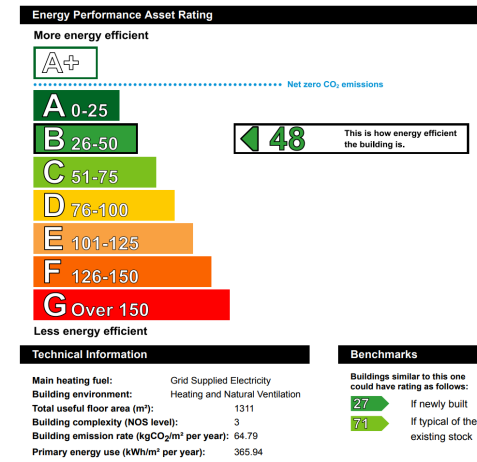 Energy Performance Asset Rating
More energy efficient
A+
Net zero CO₂ emissions
A 0-25
B 26-50
48
This is how energy efficient
the building is.
C 51-75
D 76-100
E 101-125
F 126-150
G Over 150
Less energy efficient
Technical Information
Main heating fuel: Grid Supplied Electricity
Building environment: Heating and Natural Ventilation
Total useful floor area (m²): 1311
Building complexity (NOS level): 3
Building emission rate (kgCO₂/m² per year): 64.79
Primary energy use (kWh/m² per year): 365.94
Benchmarks
Buildings similar to this one
could have rating as follows:
27 If newly built
71 If typical of the
existing stock